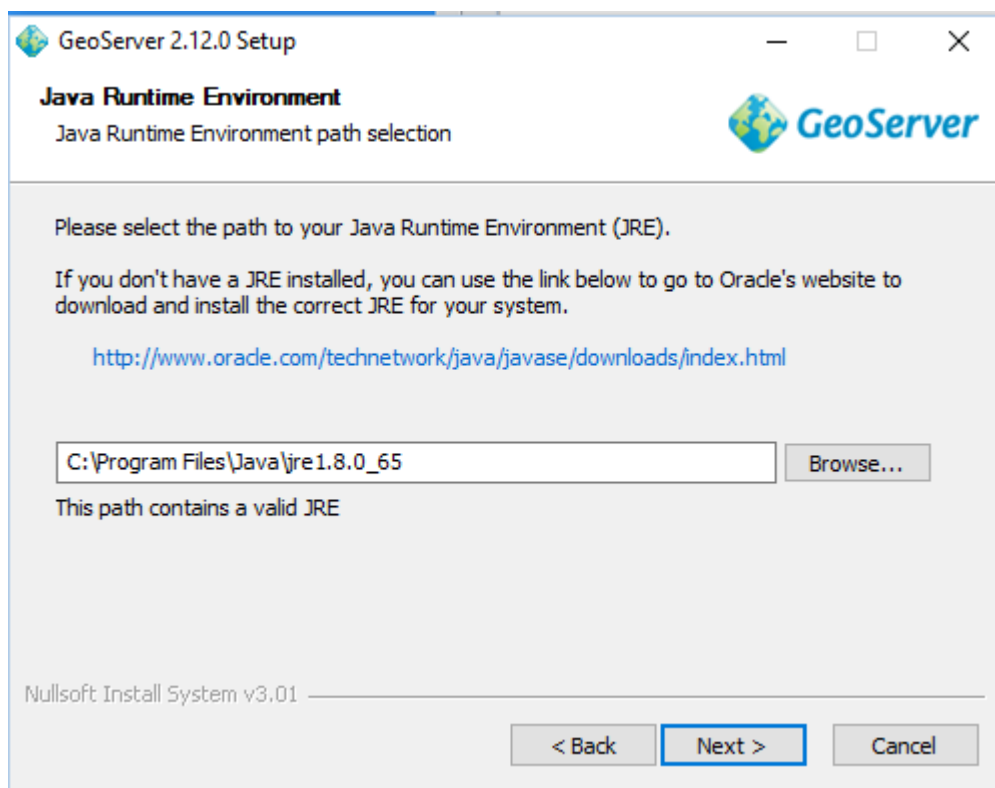 GeoServer 2.12.0 Setup
Java Runtime Environment
Java Runtime Environment path selection
GeoServer
Please select the path to your Java Runtime Environment (JRE).
If you don't have a JRE installed, you can use the link below to go to Oracle's website to
download and install the correct JRE for your system.
http://www.oracle.com/technetwork/java/javase/downloads/index.html
C:\Program Files\Java\jre1.8.0_65
Browse...
This path contains a valid JRE
Nullsoft Install System v3.01
< Back
Next >
Cancel